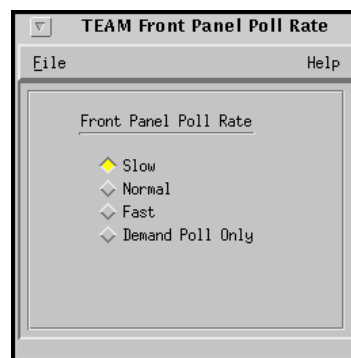 TEAM Front Panel Poll Rate
File Help
Front Panel Poll Rate
Slow
Normal
Fast
Demand Poll Only